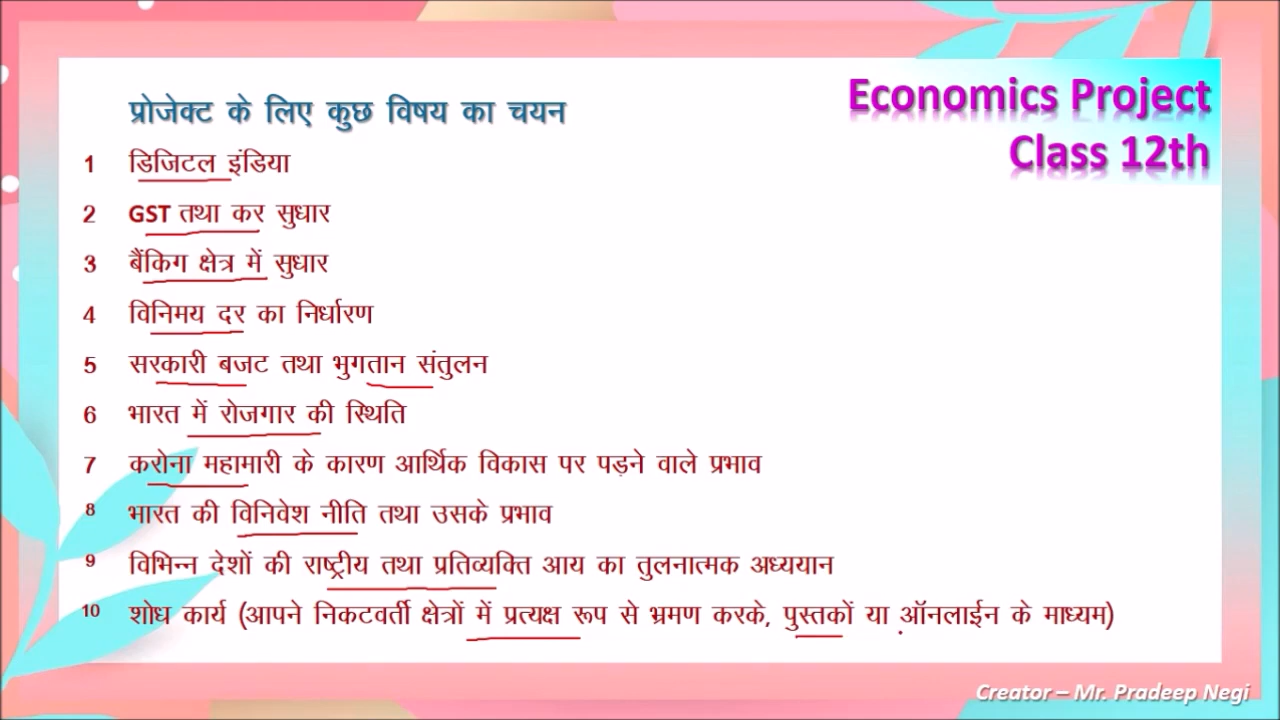 Economics Project
Class 12th
प्रोजेक्ट के लिए कुछ विषय का चयन
1 डिजिटल इंडिया
2 GST तथा कर सुधार
3 बैंकिग क्षेत्र में सुधार
4 विनिमय दर का निर्धारण
5 सरकारी बजट तथा भुगतान संतुलन
6 भारत में रोजगार की स्थिति
7 करोना महामारी के कारण आर्थिक विकास पर पड़ने वाले प्रभाव
8 भारत की विनिवेश नीति तथा उसके प्रभाव
9 विभिन्न देशों की राष्ट्रीय तथा प्रतिव्यक्ति आय का तुलनात्मक अध्ययान
10 शोध कार्य (आपने निकटवर्ती क्षेत्रों में प्रत्यक्ष रूप से भ्रमण करके, पुस्तकों या ऑनलाईन के माध्यम)
Creator – Mr. Pradeep Negi